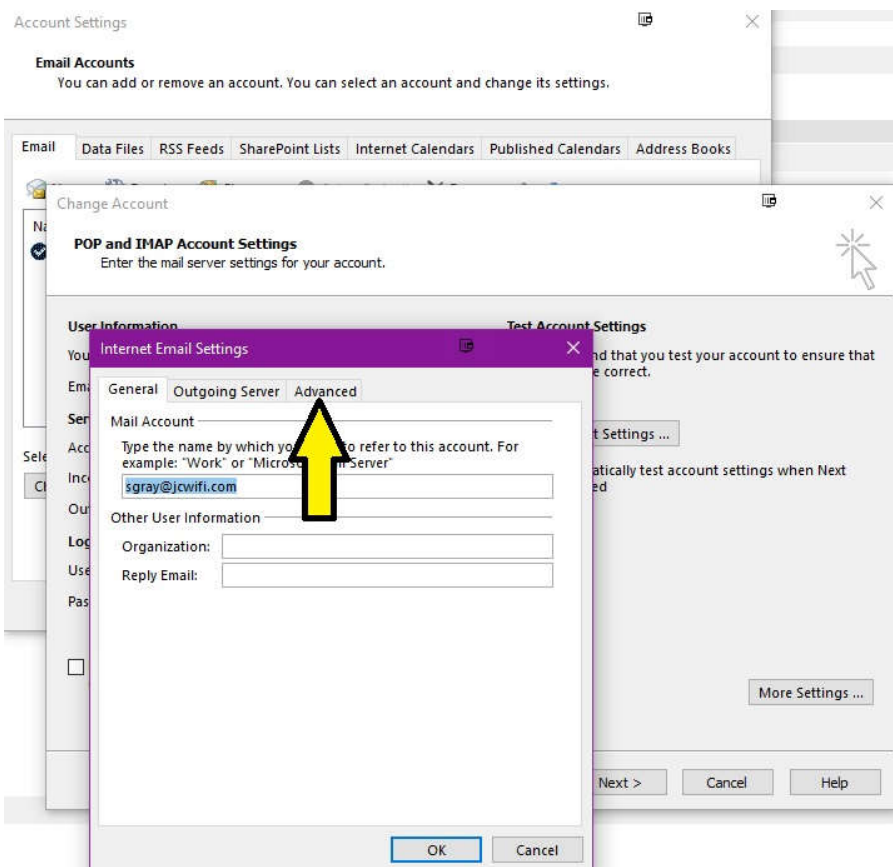 Account Settings
Email Accounts
You can add or remove an account. You can select an account and change its settings.
Email Data Files RSS Feeds SharePoint Lists Internet Calendars Published Calendars Address Books
Change Account
POP and IMAP Account Settings
Enter the mail server settings for your account.
User Information
Test Account Settings
that you test your account to ensure that
correct.
Settings ...
account settings when Next
test
Internet Email Settings
General Outgoing Server Advanced
Mail Account
Type the name by which to refer to this account. For
example: "Work" or Server"
sgray@jcwifi.com
Other User Information
Organization:
Reply Email:
OK Cancel
More Settings ...
Next > Cancel Help